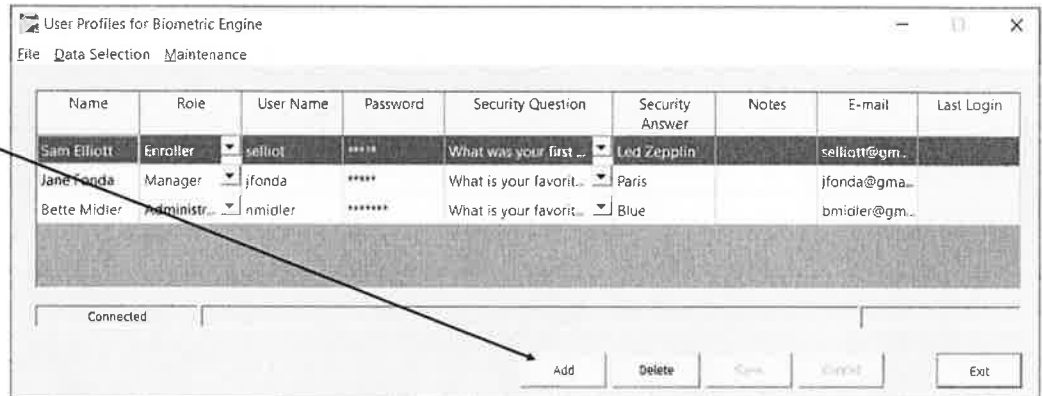 User Profiles for Biometric Engine
File Data Selection Maintenance
Name Role User Name Password Security Question Security Answer Notes E-mail Last Login
Sam Elliott Enroller selliot ***** What was your first ... Led Zepplin selliott@gm...
Jane Fonda Manager jfonda ***** What is your favorit... Paris jfonda@gma...
Bette Midler Administr... nmidler ******* What is your favorit... Blue bmidler@gm...
Connected
Add Delete Save Cancel Exit